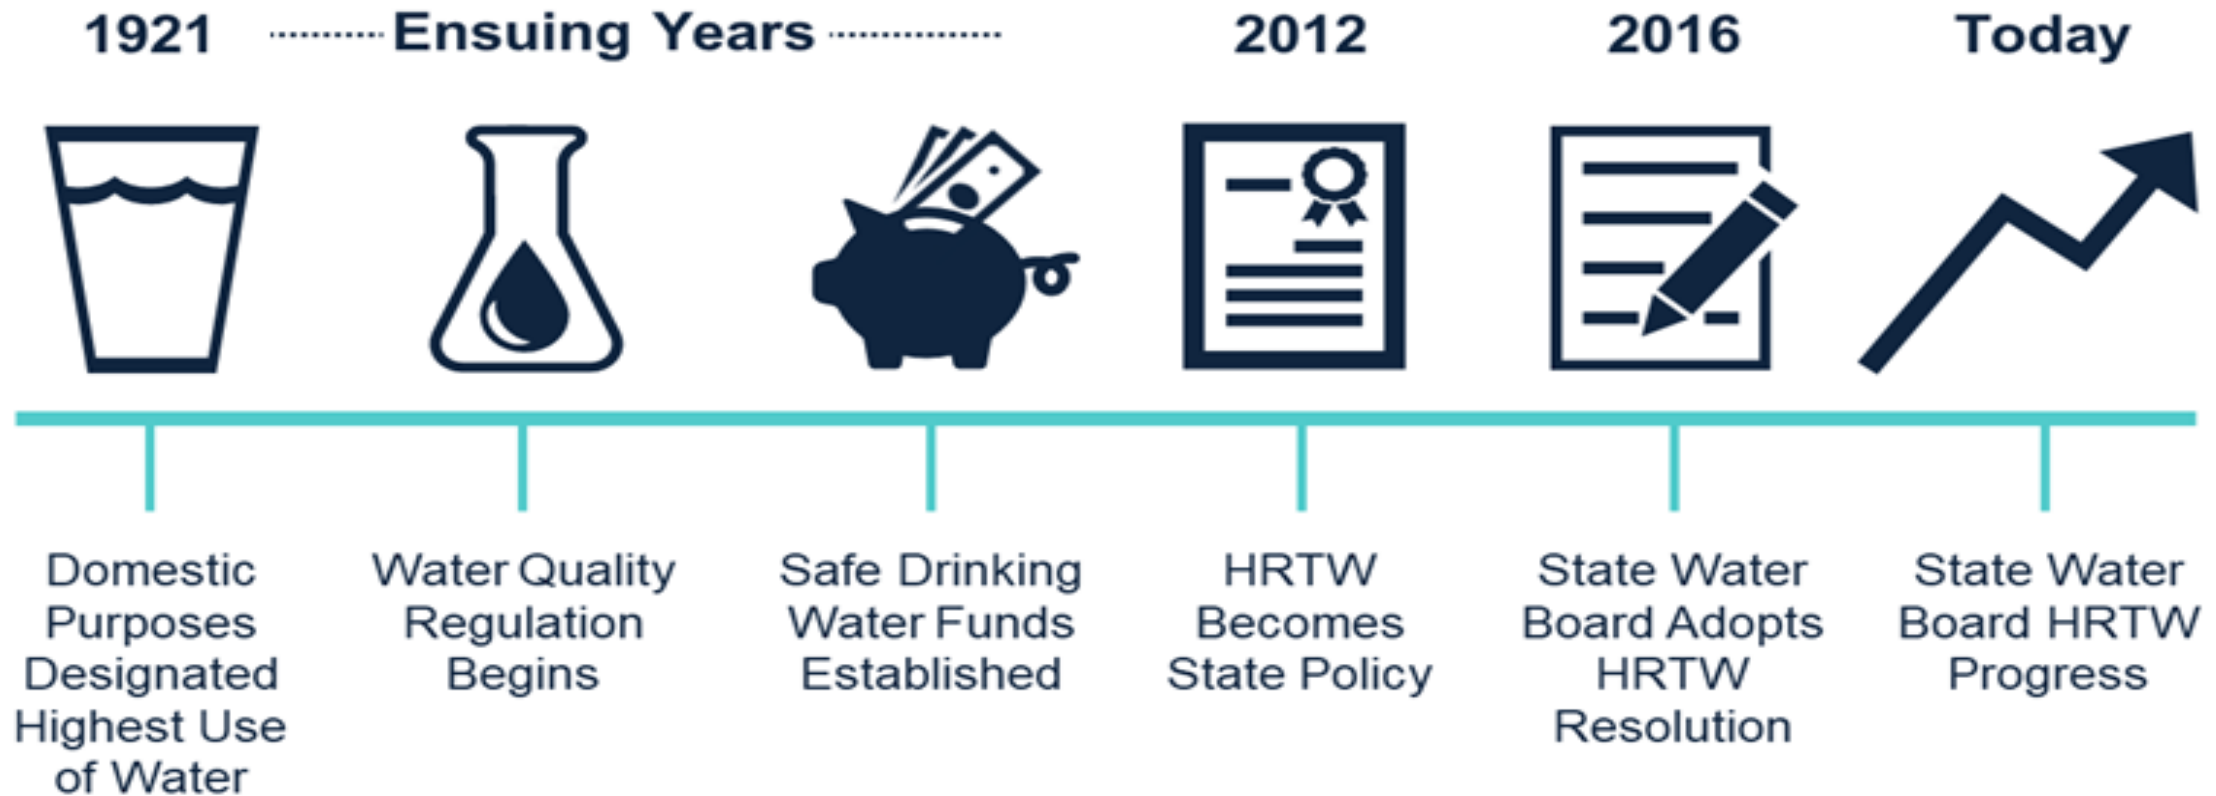 1921
Ensuing Years
2012
2016
Today
Domestic
Purposes
Designated
Highest Use
of Water
Water Quality
Regulation
Begins
Safe Drinking
Water Funds
Established
HRTW
Becomes
State Policy
State Water
Board Adopts
HRTW
Resolution
State Water
Board HRTW
Progress